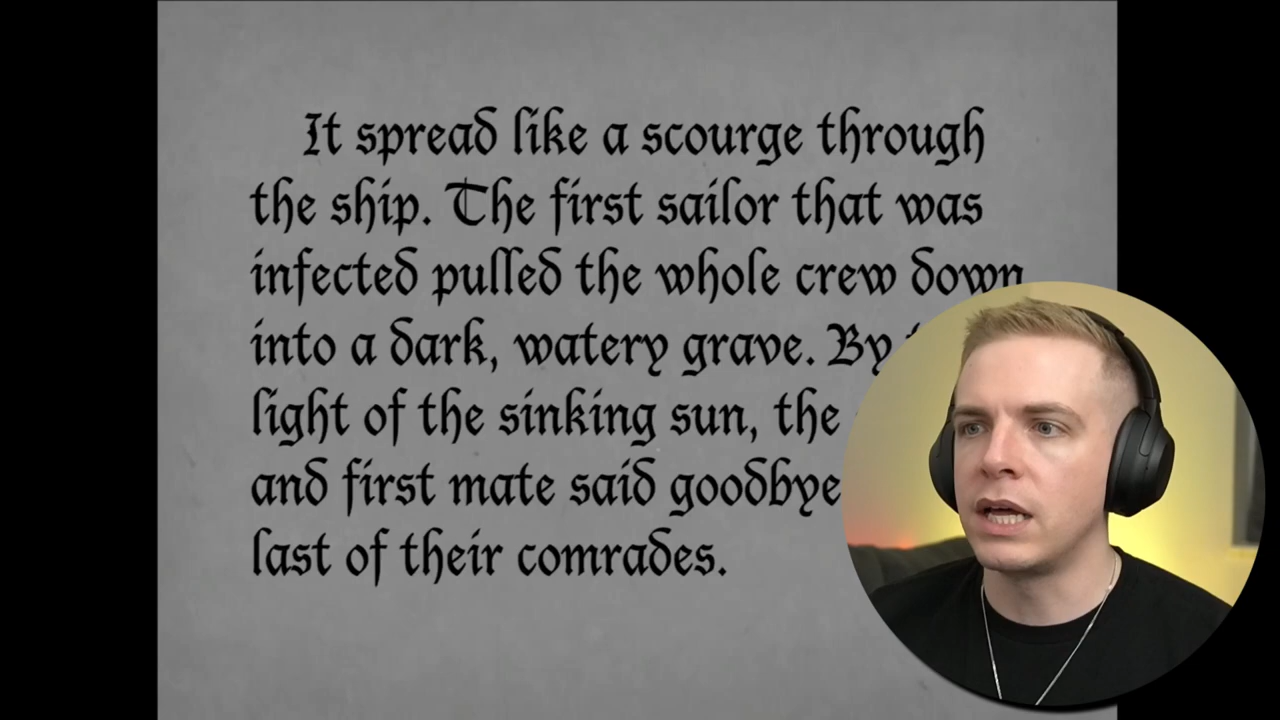 It spread like a scourge through
the ship. The first sailor that was
infected pulled the whole crew down
into a dark, watery grave. By
light of the sinking sun, the
and first mate said goodbye
last of their comrades.